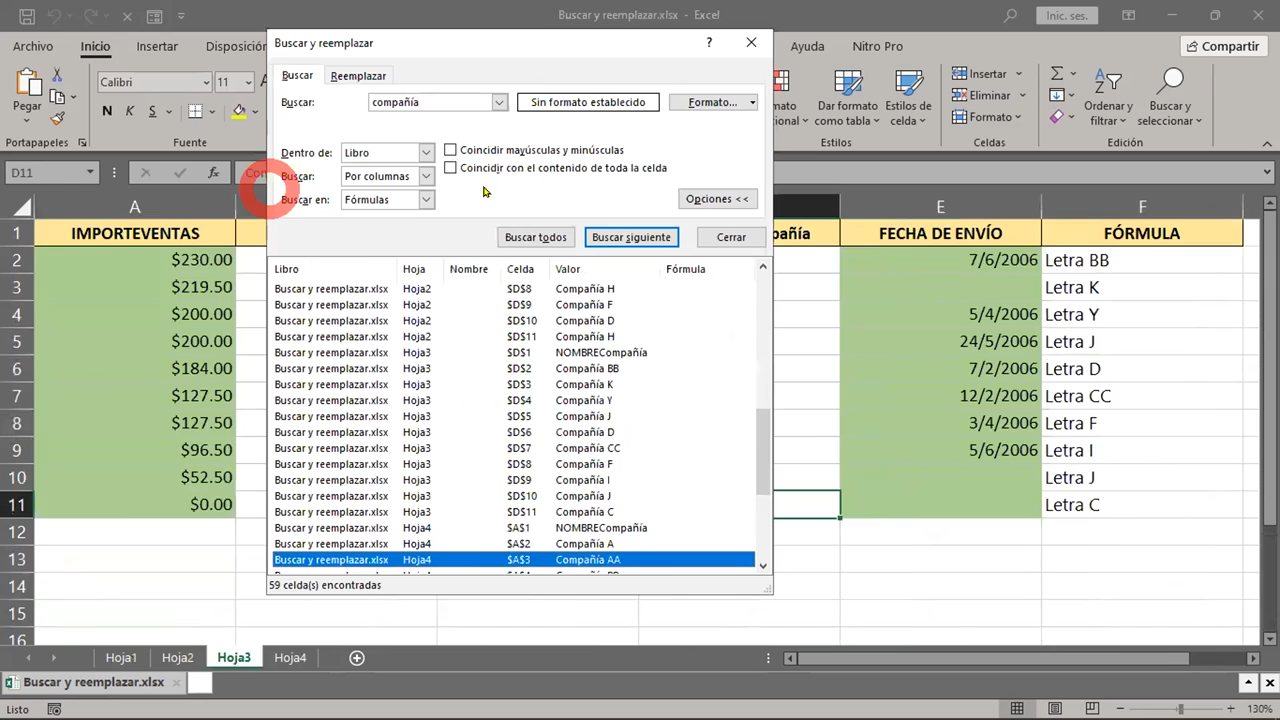 Buscar y reemplazar.xlsx - Excel
Inic. ses.
Archivo Inicio Insertar Disposición Ayuda Nitro Pro Compartir
Buscar y reemplazar
?
Buscar Reemplazar
Buscar: compañía Sin formato establecido Formato...
Dentro de: Libro Coincidir mayúsculas y minúsculas
Buscar: Por columnas Coincidir con el contenido de toda la celda
Buscar en: Fórmulas Opciones <<
Buscar todos Buscar siguiente Cerrar
Pegar
Portapapeles
Calibri 11
N K S
Fuente
Dar formato como tabla
Estilos de celda
Estilos
Insertar
Eliminar
Formato
Celdas
Ordenar y filtrar
Buscar y seleccionar
Edición
D11 fx
A E F
1 IMPORTEVENTAS FECHA DE ENVÍO FÓRMULA
2 $230.00 7/6/2006 Letra BB
3 $219.50 Letra K
4 $200.00 5/4/2006 Letra Y
5 $200.00 24/5/2006 Letra J
6 $184.00 7/2/2006 Letra D
7 $127.50 12/2/2006 Letra CC
8 $127.50 3/4/2006 Letra F
9 $96.50 5/6/2006 Letra I
10 $52.50 Letra J
11 $0.00 Letra C
12
13
14
15
16
Libro Hoja Nombre Celda Valor Fórmula
Buscar y reemplazar.xlsx Hoja2 $D$8 Compañía H
Buscar y reemplazar.xlsx Hoja2 $D$9 Compañía F
Buscar y reemplazar.xlsx Hoja2 $D$10 Compañía D
Buscar y reemplazar.xlsx Hoja2 $D$11 Compañía H
Buscar y reemplazar.xlsx Hoja3 $D$1 NOMBRECompañía
Buscar y reemplazar.xlsx Hoja3 $D$2 Compañía BB
Buscar y reemplazar.xlsx Hoja3 $D$3 Compañía K
Buscar y reemplazar.xlsx Hoja3 $D$4 Compañía Y
Buscar y reemplazar.xlsx Hoja3 $D$5 Compañía J
Buscar y reemplazar.xlsx Hoja3 $D$6 Compañía D
Buscar y reemplazar.xlsx Hoja3 $D$7 Compañía CC
Buscar y reemplazar.xlsx Hoja3 $D$8 Compañía F
Buscar y reemplazar.xlsx Hoja3 $D$9 Compañía I
Buscar y reemplazar.xlsx Hoja3 $D$10 Compañía J
Buscar y reemplazar.xlsx Hoja3 $D$11 Compañía C
Buscar y reemplazar.xlsx Hoja4 $A$1 NOMBRECompañía
Buscar y reemplazar.xlsx Hoja4 $A$2 Compañía A
Buscar y reemplazar.xlsx Hoja4 $A$3 Compañía AA
59 celda(s) encontradas
Hoja1 Hoja2 Hoja3 Hoja4
Buscar y reemplazar.xlsx
Listo 130%